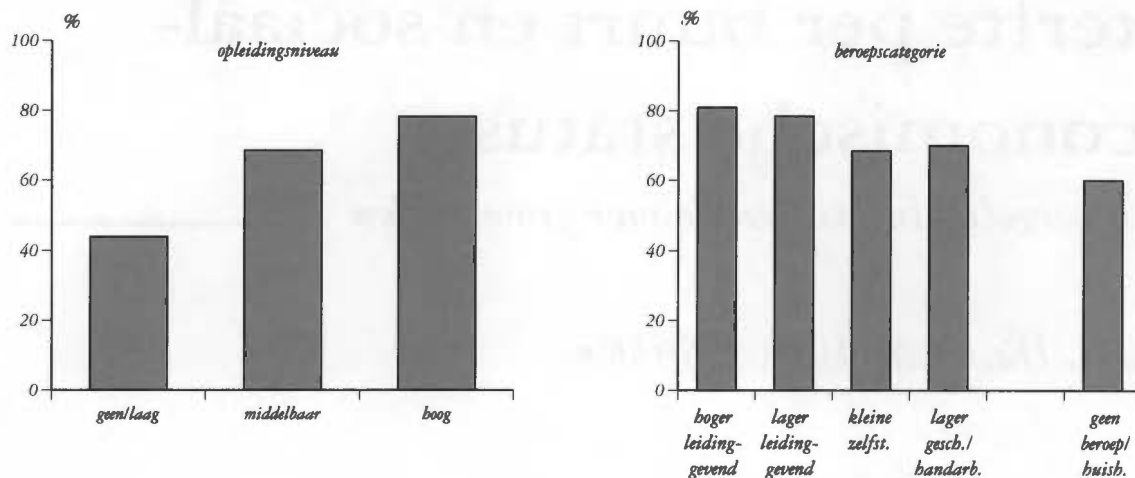 %
opleidingsniveau
100
80
60
40
20
0
geen/laag
middelbaar
hoog
%
beroepscategorie
100
80
60
40
20
0
hoger
leiding-
gevend
lager
leiding-
gevend
kleine
zelfst.
lager
gesch./
handarb.
geen
beroep/
huish.